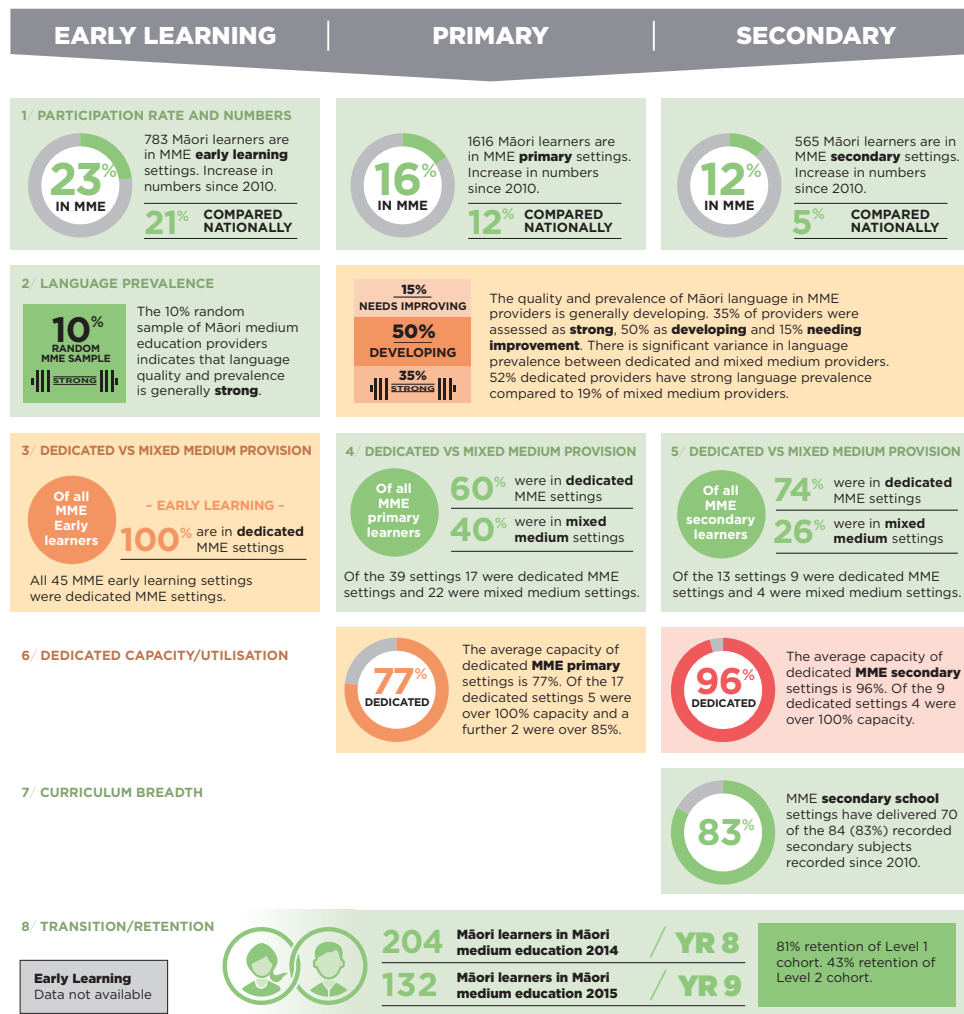 EARLY LEARNING
PRIMARY
SECONDARY
1/ PARTICIPATION RATE AND NUMBERS
23%
IN MME
783 Māori learners are
in MME early learning
settings. Increase in
numbers since 2010.
21% COMPARED
NATIONALLY
16%
IN MME
1616 Māori learners are
in MME primary settings.
Increase in numbers
since 2010.
12% COMPARED
NATIONALLY
12%
IN MME
565 Māori learners are in
MME secondary settings.
Increase in numbers
since 2010.
5% COMPARED
NATIONALLY
2/ LANGUAGE PREVALENCE
10%
RANDOM
MME SAMPLE
STRONG
The 10% random
sample of Māori medium
education providers
indicates that language
quality and prevalence
is generally strong.
15%
NEEDS IMPROVING
50%
DEVELOPING
35%
STRONG
The quality and prevalence of Māori language in MME
providers is generally developing. 35% of providers were
assessed as strong, 50% as developing and 15% needing
improvement. There is significant variance in language
prevalence between dedicated and mixed medium providers.
52% dedicated providers have strong language prevalence
compared to 19% of mixed medium providers.
3/ DEDICATED VS MIXED MEDIUM PROVISION
Of all
MME
Early
learners
– EARLY LEARNING –
100% are in dedicated
MME settings
All 45 MME early learning settings
were dedicated MME settings.
4/ DEDICATED VS MIXED MEDIUM PROVISION
Of all
MME
primary
learners
60% were in dedicated
MME settings
40% were in mixed
medium settings
Of the 39 settings 17 were dedicated MME
settings and 22 were mixed medium settings.
5/ DEDICATED VS MIXED MEDIUM PROVISION
Of all
MME
secondary
learners
74% were in dedicated
MME settings
26% were in mixed
medium settings
Of the 13 settings 9 were dedicated MME
settings and 4 were mixed medium settings.
6/ DEDICATED CAPACITY/UTILISATION
77%
DEDICATED
The average capacity of
dedicated MME primary
settings is 77%. Of the 17
dedicated settings 5 were
over 100% capacity and a
further 2 were over 85%.
96%
DEDICATED
The average capacity of
dedicated MME secondary
settings is 96%. Of the 9
dedicated settings 4 were
over 100% capacity.
7/ CURRICULUM BREADTH
83%
MME secondary school
settings have delivered 70
of the 84 (83%) recorded
secondary subjects
recorded since 2010.
8/ TRANSITION/RETENTION
Early Learning
Data not available
204 Māori learners in Māori
medium education 2014 / YR 8
132 Māori learners in Māori
medium education 2015 / YR 9
81% retention of Level 1
cohort. 43% retention of
Level 2 cohort.